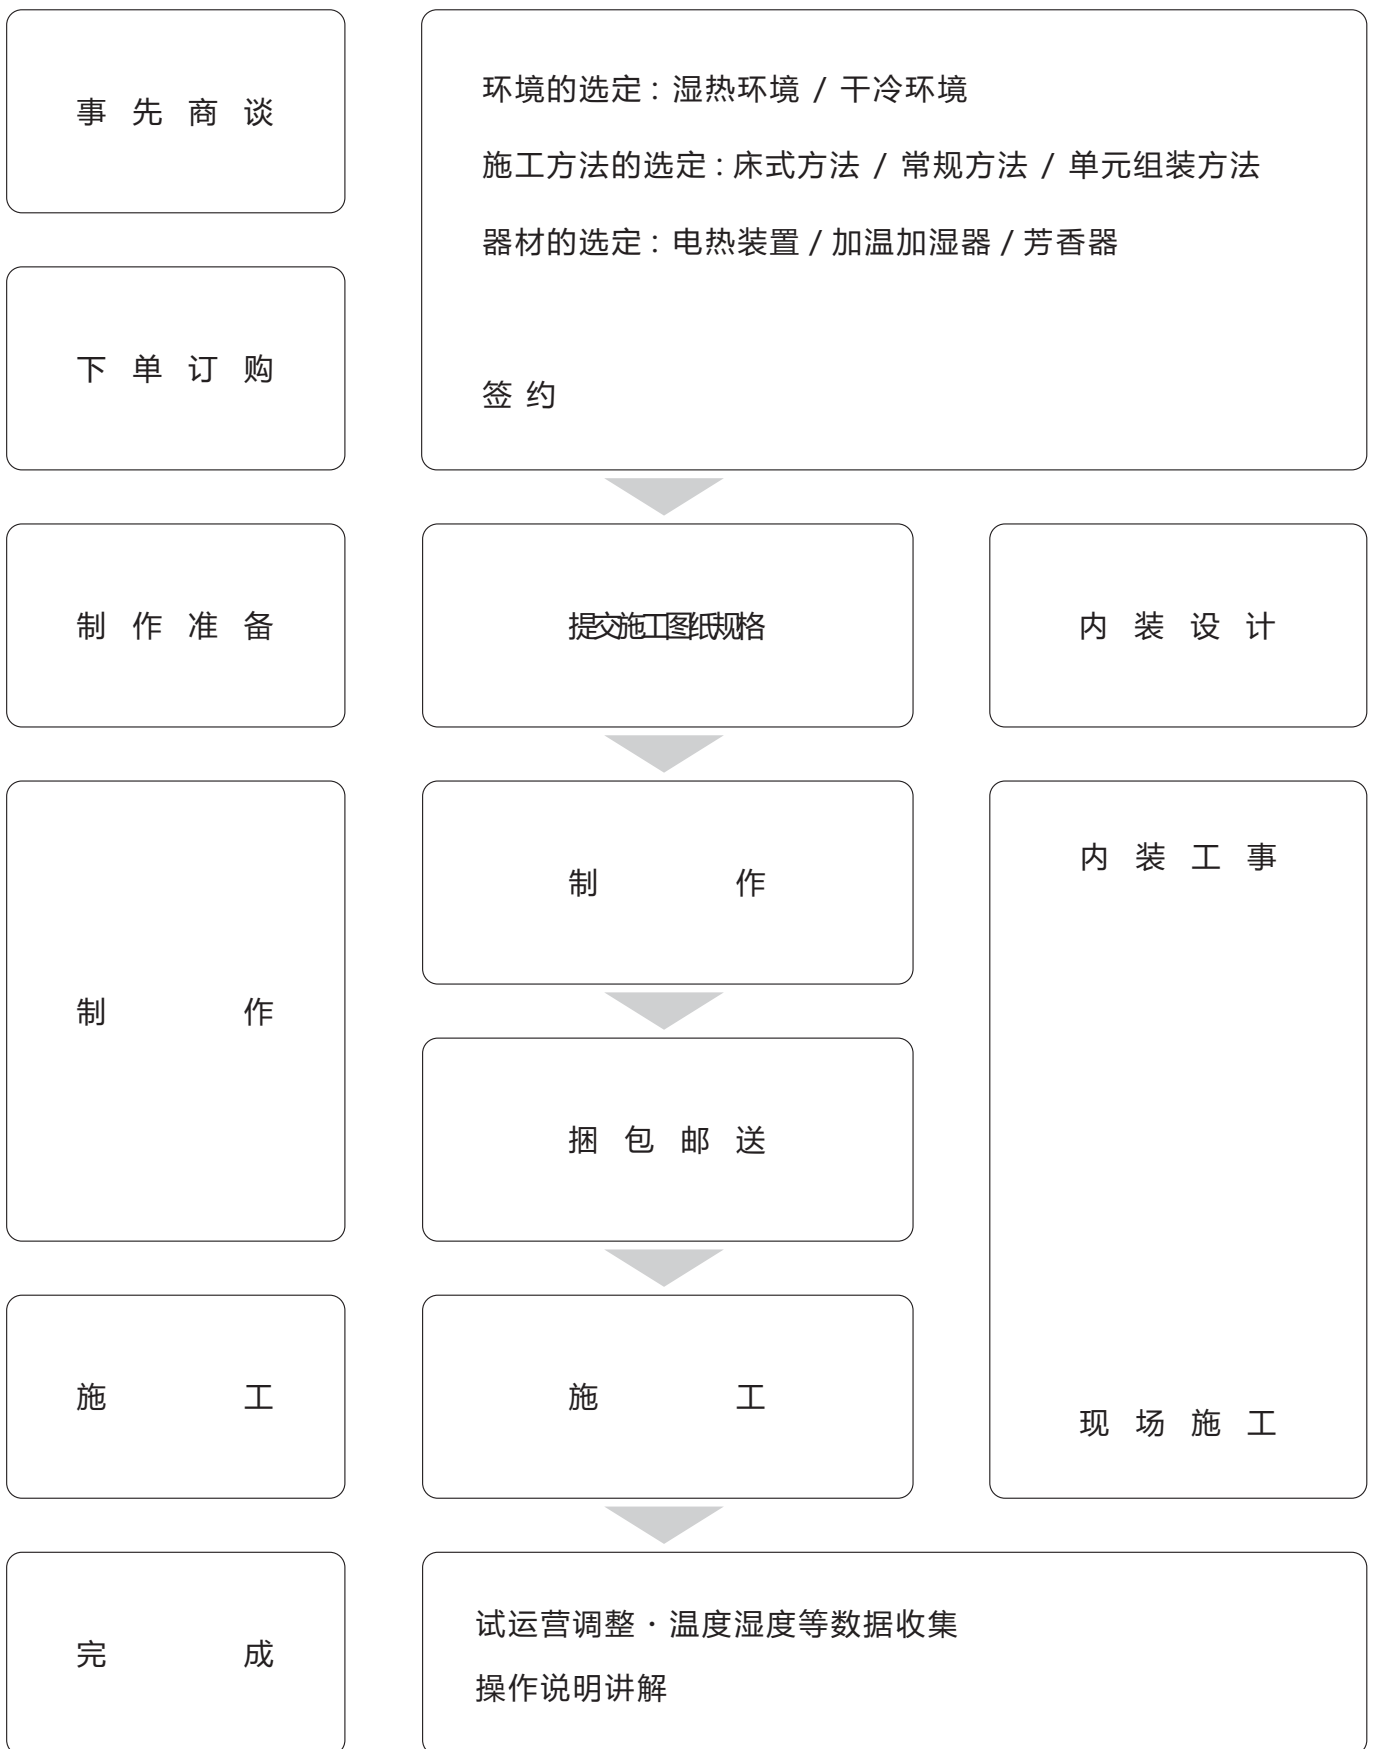 事先商谈
环境的选定：湿热环境 / 干冷环境
施工方法的选定：床式方法 / 常规方法 / 单元组装方法
器材的选定：电热装置 / 加温加湿器 / 芳香器
下单订购
签约
制作准备
提交施工图纸规格
内装设计
制作
制作
内装工事
捆包邮送
施工
施工
现场施工
完成
试运营调整・温度湿度等数据收集
操作说明讲解